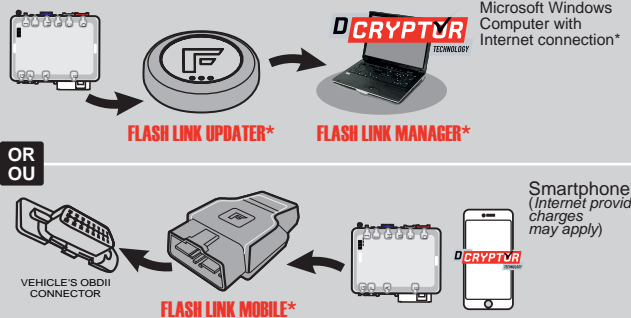 DCRYPTOR
TECHNOLOGY
Microsoft Windows
Computer with
Internet connection*
FLASH LINK UPDATER*
FLASH LINK MANAGER*
OR
OU
Smartphone
(Internet provid
charges
may apply)
DCRYPTOR
TECHNOLOGY
VEHICLE'S OBDII
CONNECTOR
FLASH LINK MOBILE*